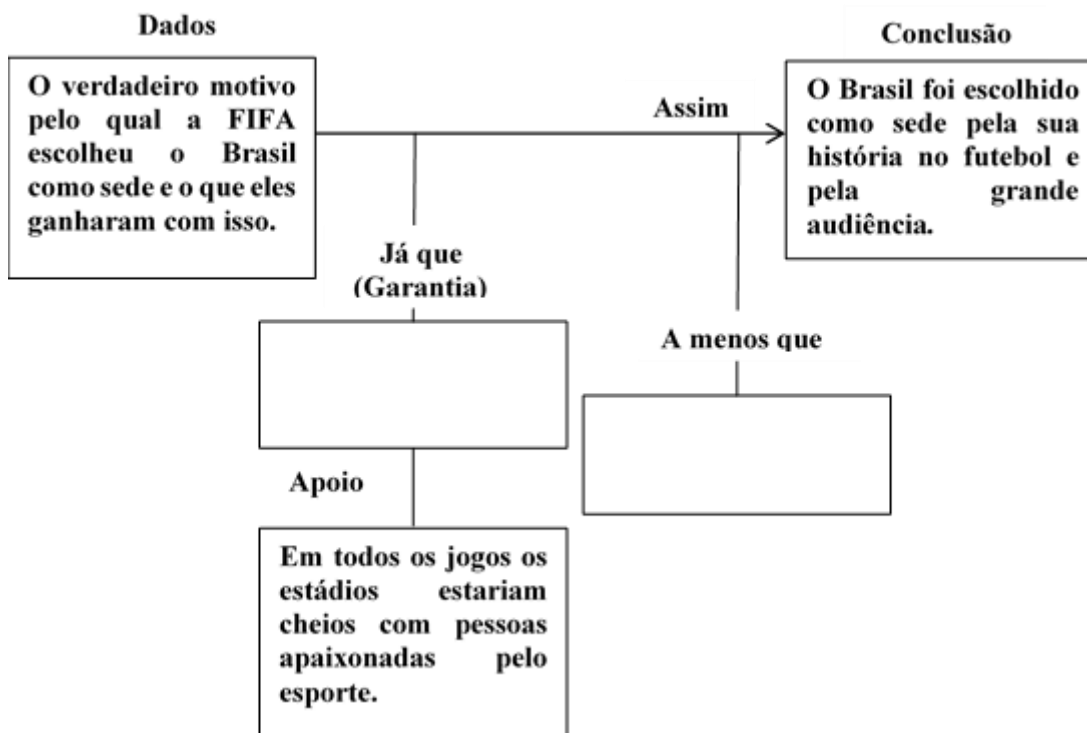 Dados
Conclusão
O verdadeiro motivo
pelo qual a FIFA
escolheu o Brasil
como sede e o que eles
ganharam com isso.
Assim
O Brasil foi escolhido
como sede pela sua
história no futebol e
pela grande
audiência.
Já que
(Garantia)
A menos que
Apoio
Em todos os jogos os
estádios estariam
cheios com pessoas
apaixonadas pelo
esporte.